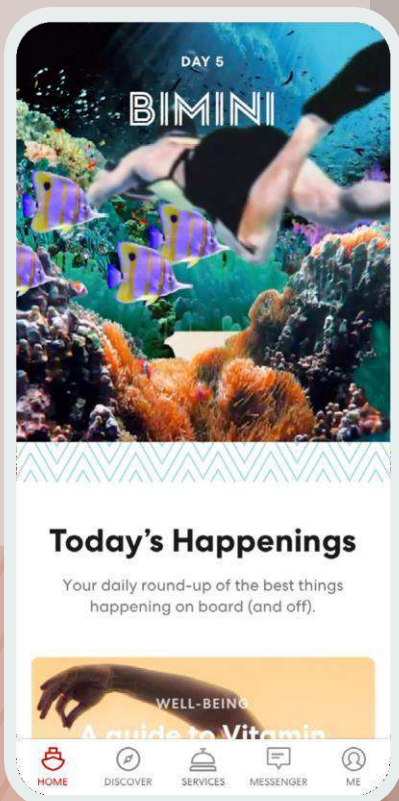 DAY 5
BIMINI
Today's Happenings
Your daily round-up of the best things
happening on board (and off).
WELL-BEING
A guide to Vitamin
HOME
DISCOVER
SERVICES
MESSENGER
ME